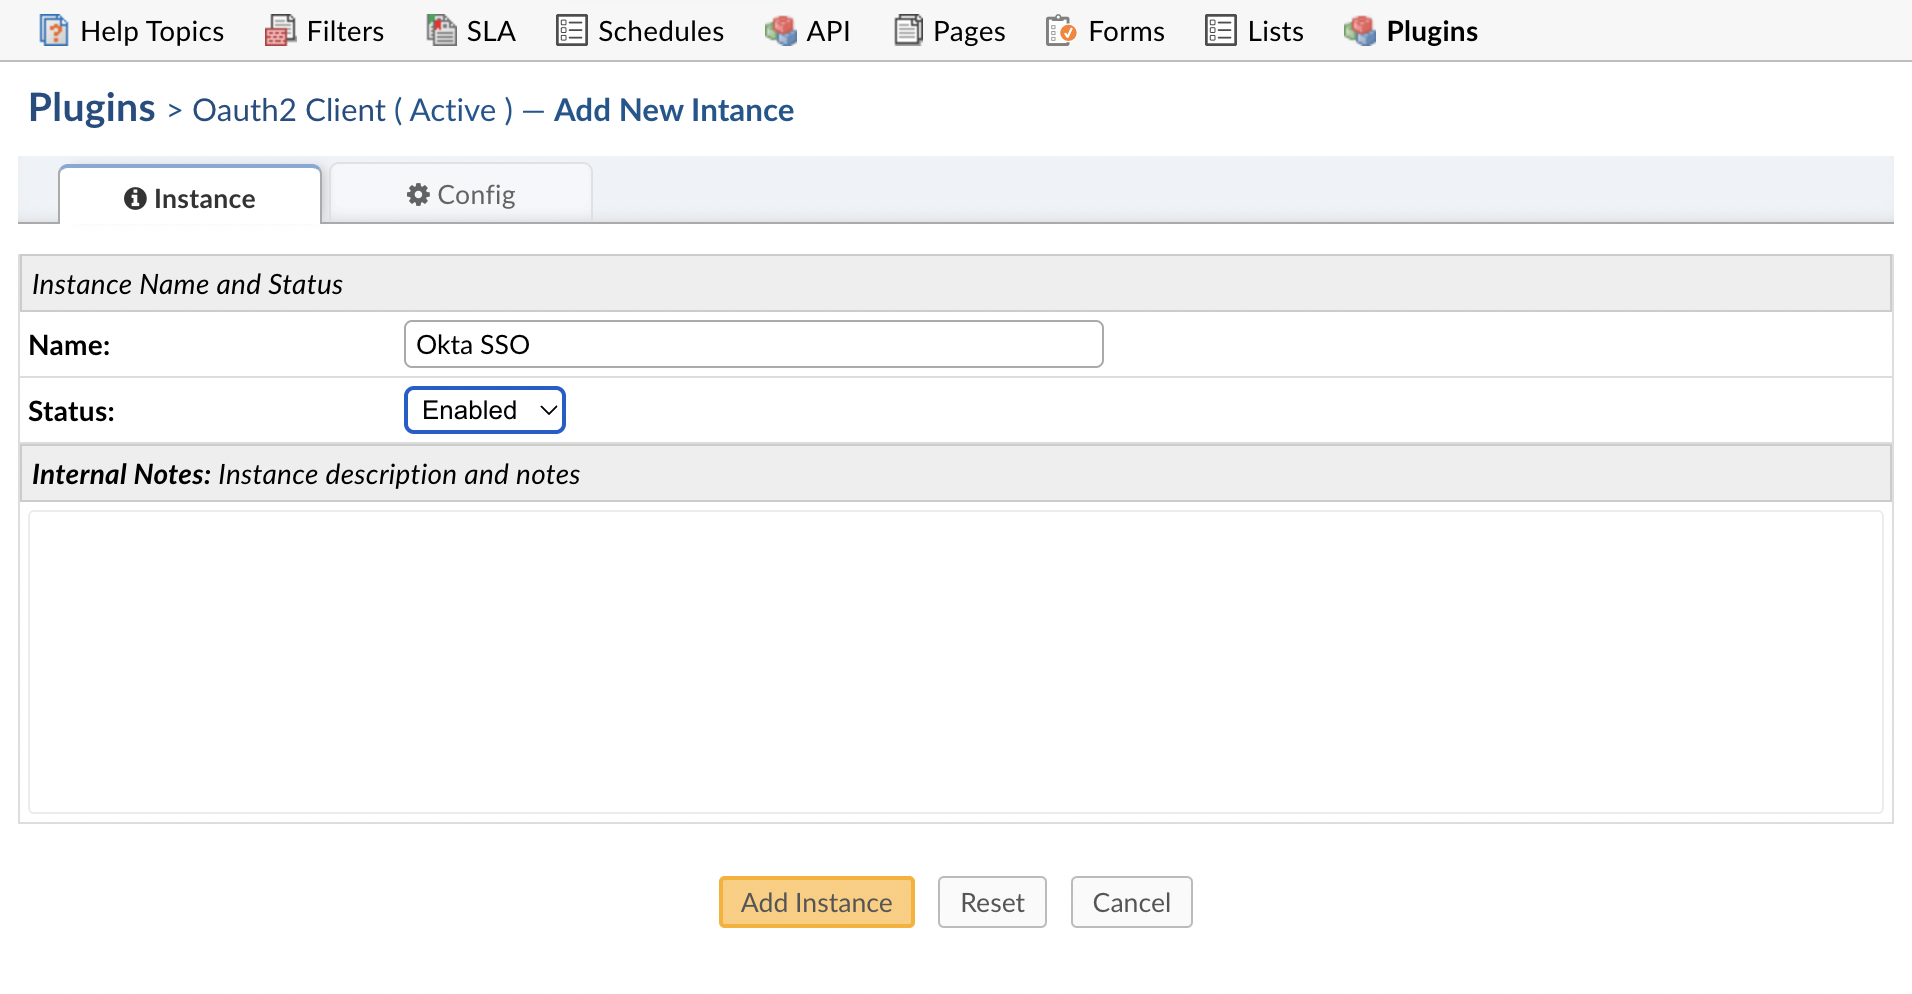 Help Topics Filters SLA Schedules API Pages Forms Lists Plugins
Plugins > Oauth2 Client ( Active ) — Add New Intance
Instance Config
Instance Name and Status
Name: Okta SSO
Status: Enabled
Internal Notes: Instance description and notes
Add Instance Reset Cancel